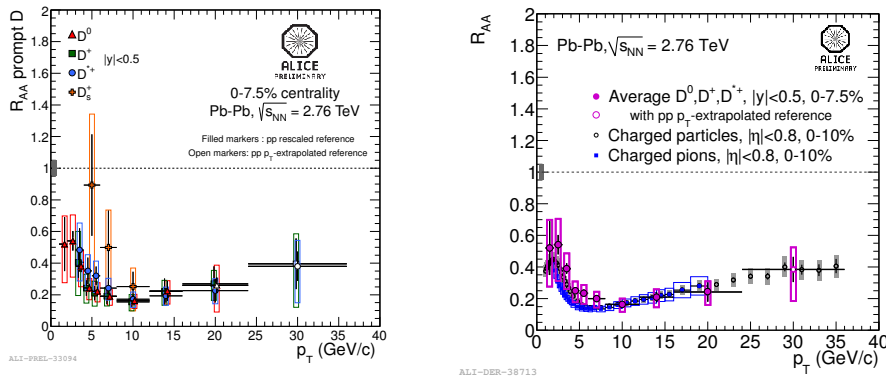 R_AA prompt D
2
1.8
1.6
1.4
1.2
1
0.8
0.6
0.4
0.2
0
D^0
D^+
D^*+
D_s^+
|y|<0.5
ALICE
PRELIMINARY
0-7.5% centrality
Pb-Pb, √s_NN = 2.76 TeV
Filled markers : pp rescaled reference
Open markers: pp p_T-extrapolated reference
0 5 10 15 20 25 30 35 40
p_T (GeV/c)
ALI-PREL-33094
R_AA
2
1.8
1.6
1.4
1.2
1
0.8
0.6
0.4
0.2
0
Pb-Pb, √s_NN = 2.76 TeV
ALICE
PRELIMINARY
Average D^0,D^+,D^*+, |y|<0.5, 0-7.5%
with pp p_T-extrapolated reference
Charged particles, |η|<0.8, 0-10%
Charged pions, |η|<0.8, 0-10%
0 5 10 15 20 25 30 35 40
p_T (GeV/c)
ALI-DER-38713